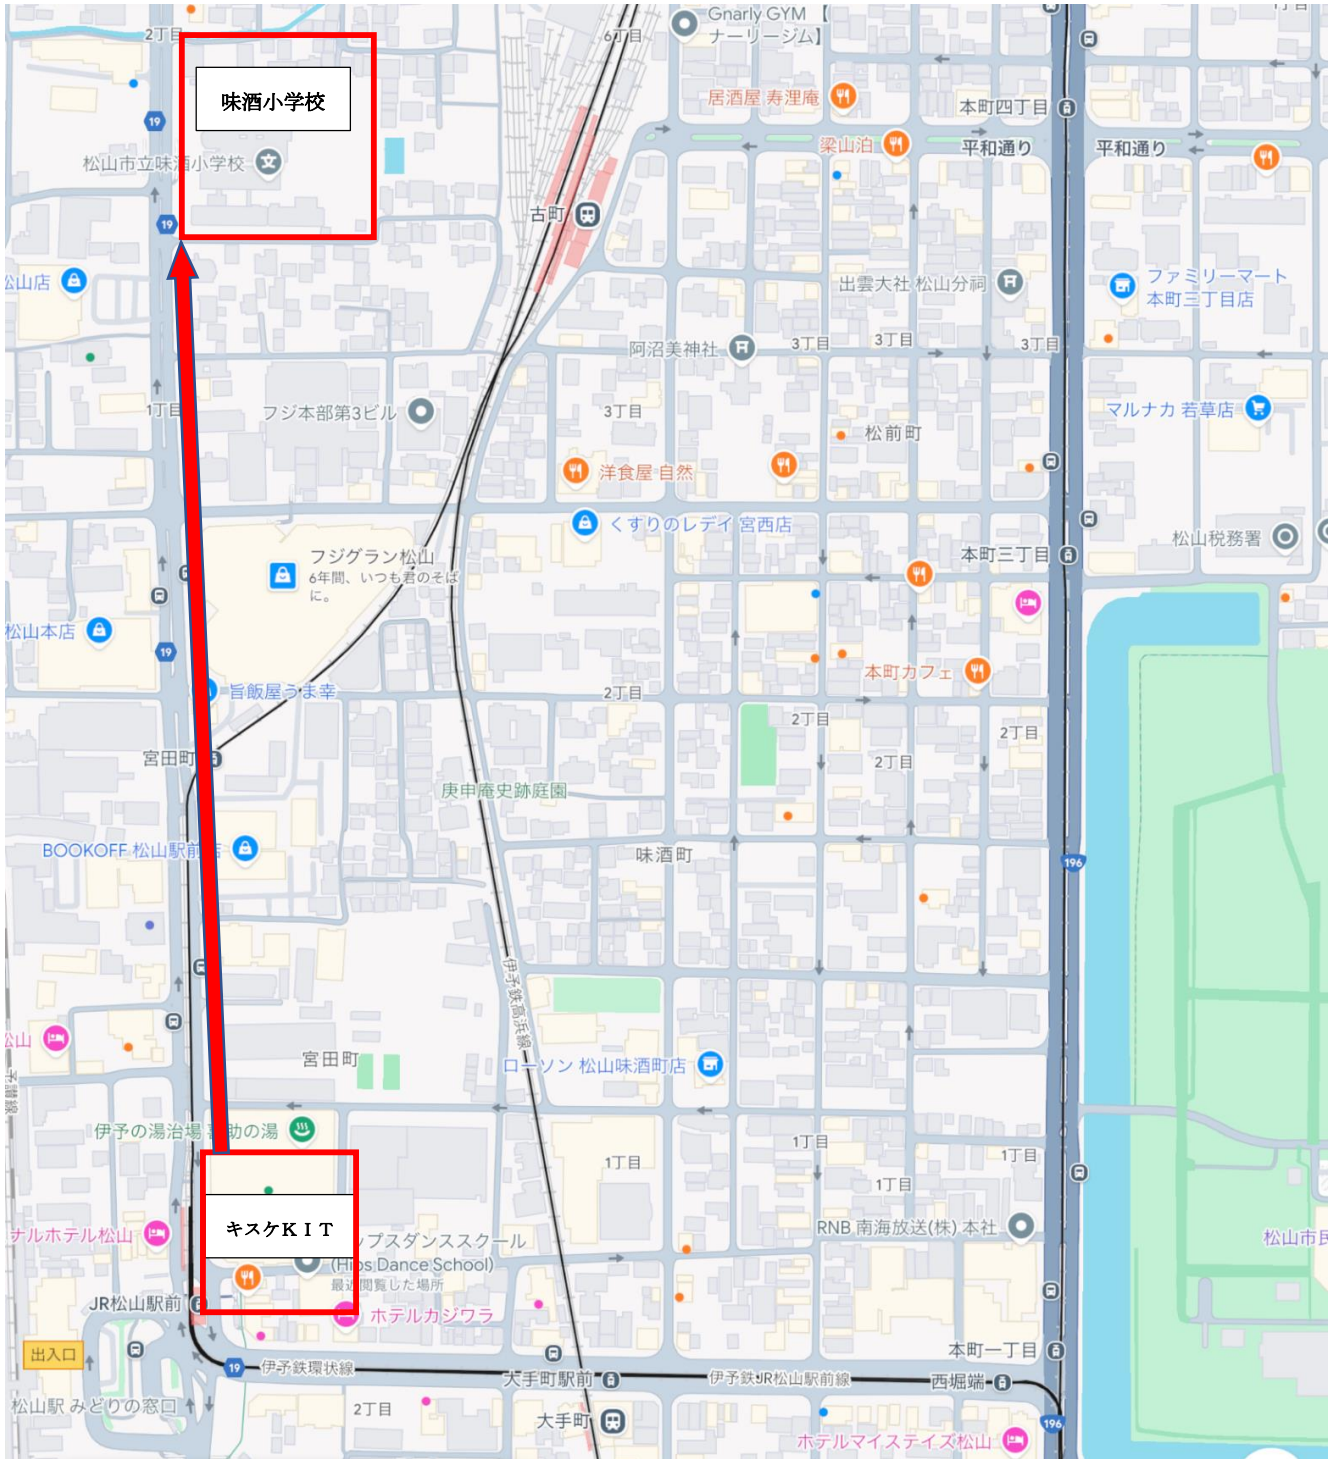 Gnarly GYM 【
ナーリージム】
2丁目
6丁目
1丁目
味酒小学校
19
居酒屋 寿浬庵
本町四丁目
梁山泊
平和通り
平和通り
松山市立味酒小学校
文
古町
19
松山店
出雲大社 松山分祠
ファミリーマート
本町三丁目店
阿沼美神社
3丁目
3丁目
3丁目
1丁目
フジ本部第3ビル
3丁目
松前町
マルナカ 若草店
洋食屋 自然
くすりのレデイ 宮西店
松山税務署
本町三丁目
フジグラン松山
6年間、いつも君のそば
に。
松山本店
19
本町カフェ
旨飯屋うま幸
2丁目
2丁目
2丁目
2丁目
宮田町
庚申庵史跡庭園
BOOKOFF 松山駅前店
味酒町
196
伊予鉄高浜線
松山
宮田町
ローソン 松山味酒町店
予讃線
伊予の湯治場 喜助の湯
1丁目
1丁目
1丁目
1丁目
キスケＫＩＴ
ナルホテル松山
ップスダンススクール
(Hips Dance School)
最近閲覧した場所
RNB 南海放送(株) 本社
松山市民
JR松山駅前
ホテルカジワラ
出入口
19
伊予鉄環状線
大手町駅前
伊予鉄JR松山駅前線
本町一丁目
西堀端
松山駅 みどりの窓口
2丁目
大手町
196
ホテルマイステイズ松山